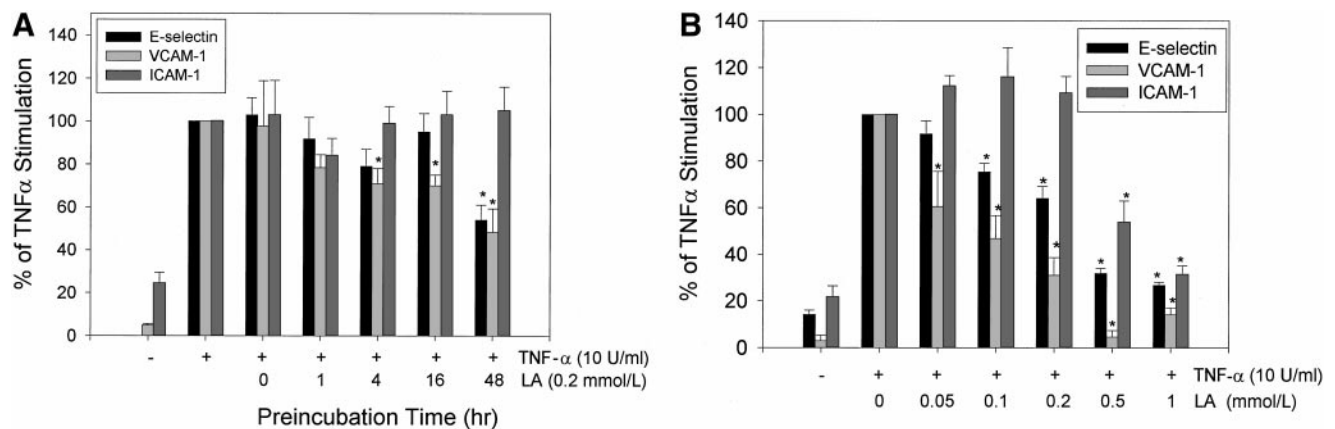 A
% of TNFα Stimulation
140
120
100
80
60
40
20
0
E-selectin
VCAM-1
ICAM-1
* * * *
- + + + + + + TNF-α (10 U/ml)
0 1 4 16 48 LA (0.2 mmol/L)
Preincubation Time (hr)
B
% of TNFα Stimulation
140
120
100
80
60
40
20
0
E-selectin
VCAM-1
ICAM-1
* * * * * * * * * * *
- + + + + + + TNF-α (10 U/ml)
0 0.05 0.1 0.2 0.5 1 LA (mmol/L)